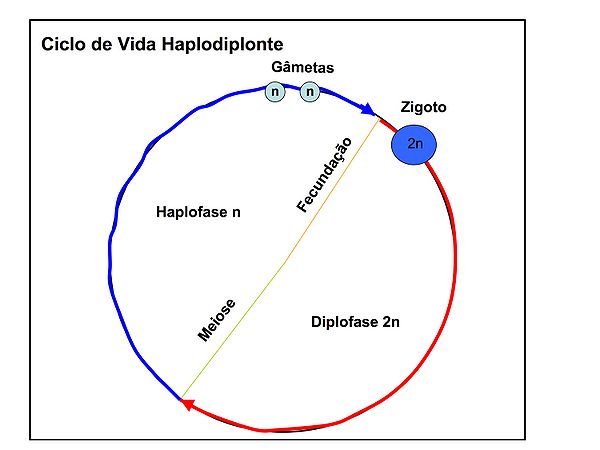 Ciclo de Vida Haplodiplonte
Gâmetas
n n
Zigoto
2n
Fecundação
Haplofase n
Meiose
Diplofase 2n